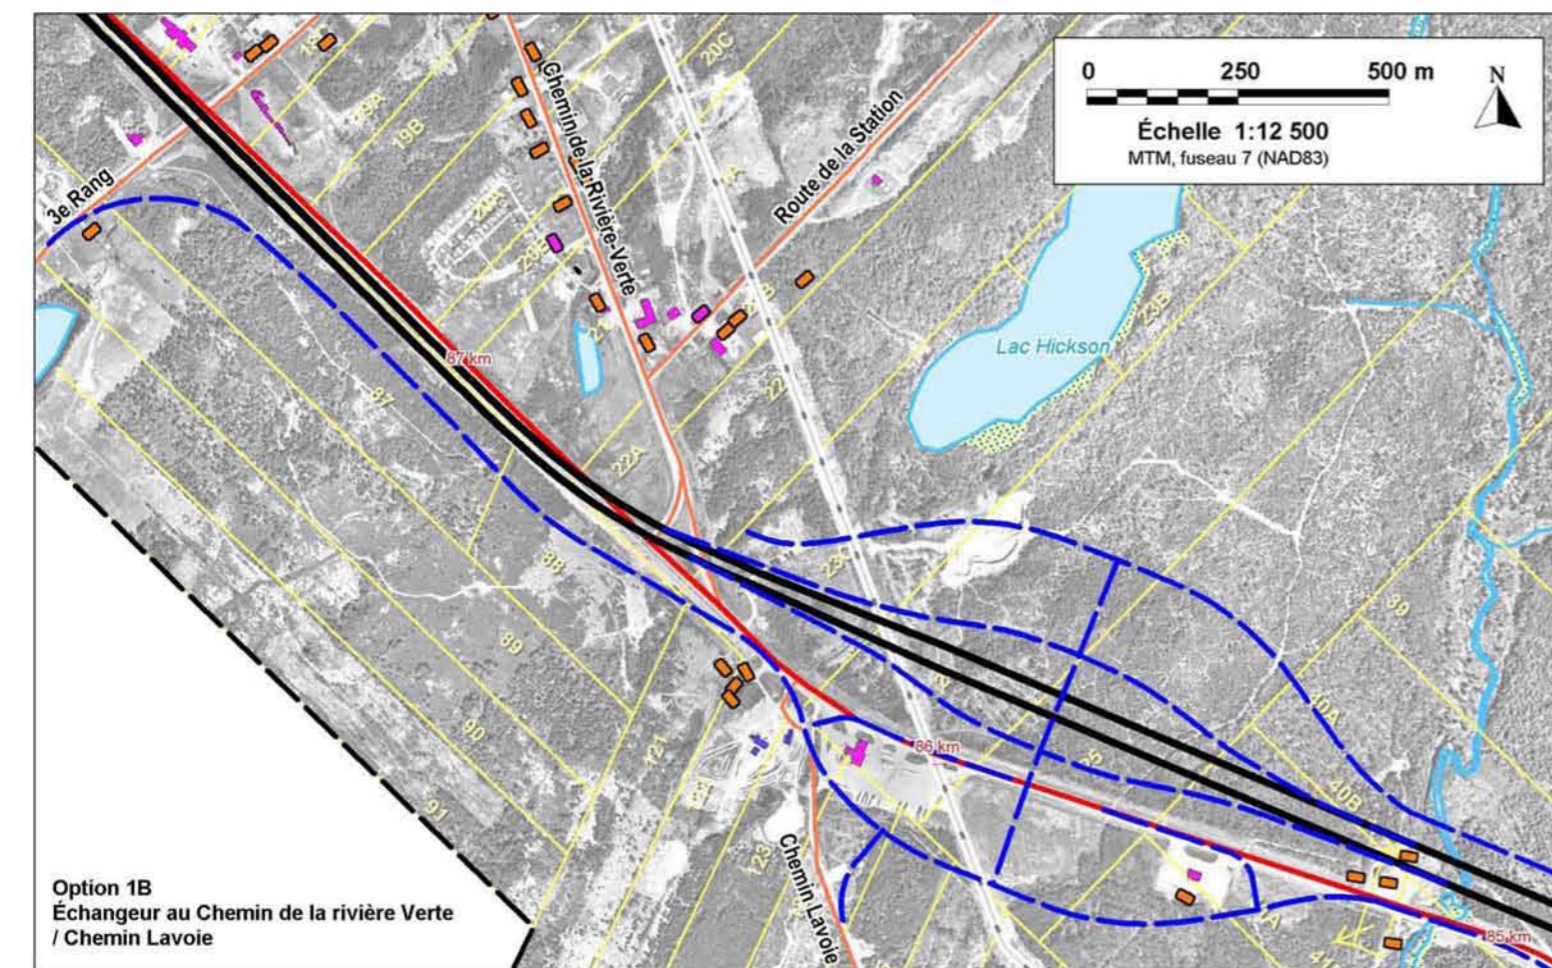 0 250 500 m
N
Échelle 1:12 500
MTM, fuseau 7 (NAD83)
20C
19B
3e Rang
Chemin de la Rivière-Verte
Route de la Station
Lac Hickson
23B
87 km
87
22A
88
89
39
40A
90
121
86 km
40B
91
123
Chemin Lavoie
85 km
Option 1B
Échangeur au Chemin de la rivière Verte
/ Chemin Lavoie